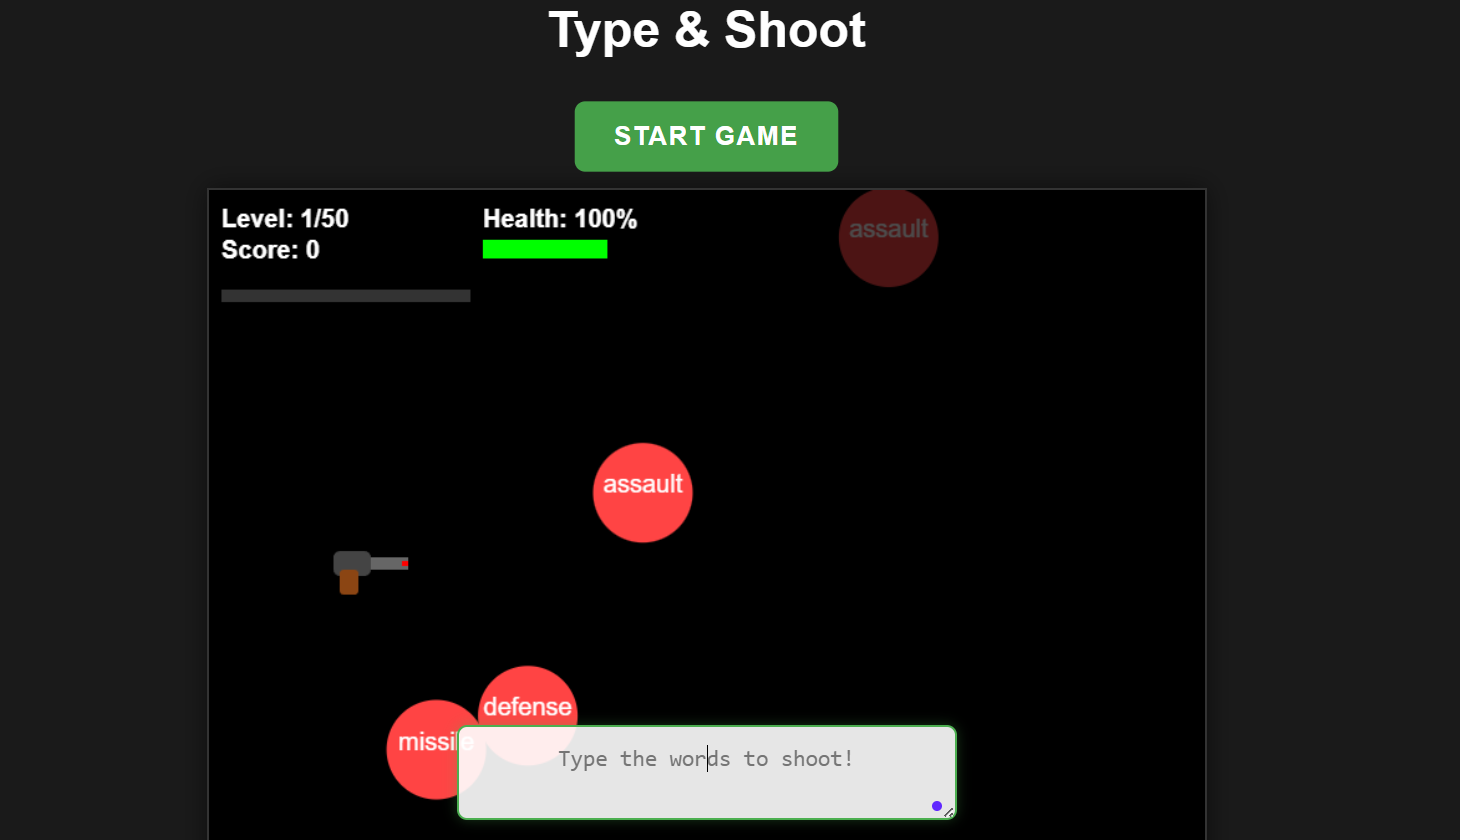 Type & Shoot
START GAME
Level: 1/50
Health: 100%
Score: 0
assault
assault
defense
missile
Type the words to shoot!